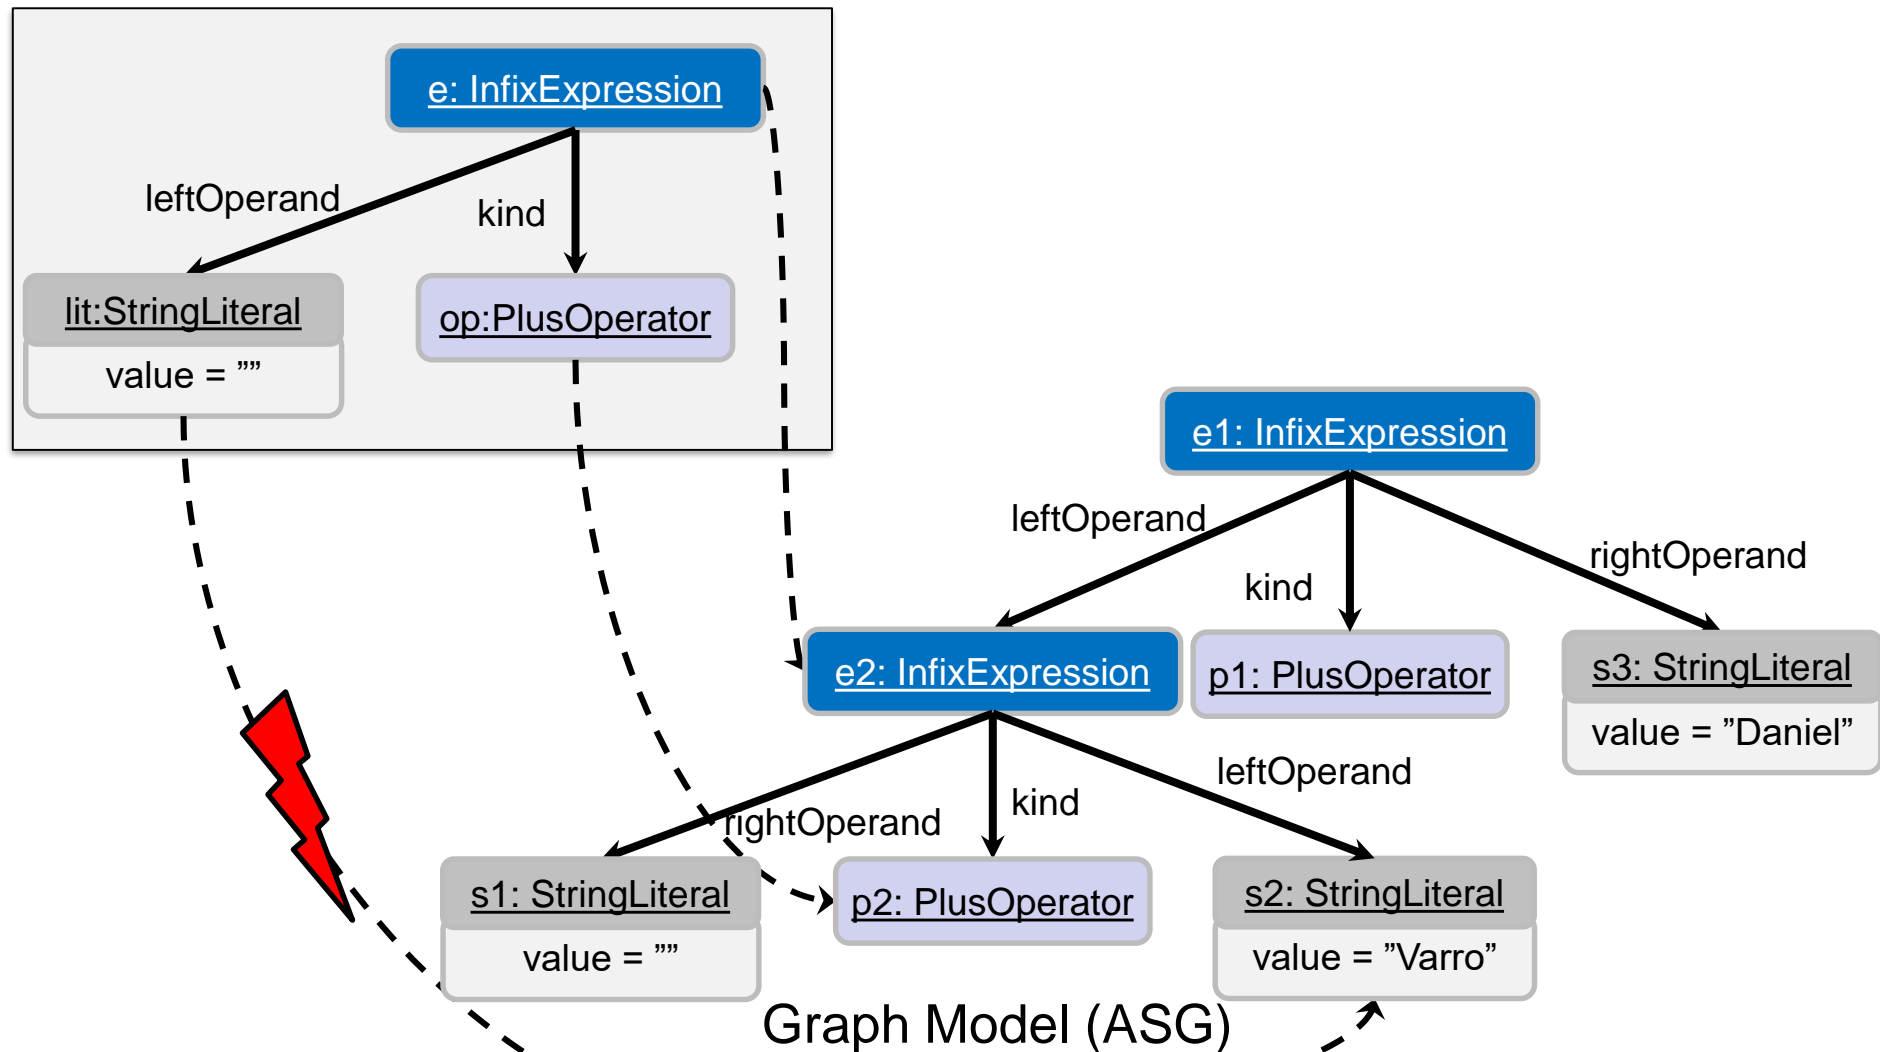 e: InfixExpression
leftOperand
kind
lit:StringLiteral
value = ””
op:PlusOperator
e1: InfixExpression
leftOperand
kind
rightOperand
e2: InfixExpression
p1: PlusOperator
s3: StringLiteral
value = ”Daniel”
rightOperand
kind
leftOperand
s1: StringLiteral
value = ””
p2: PlusOperator
s2: StringLiteral
value = ”Varro”
Graph Model (ASG)